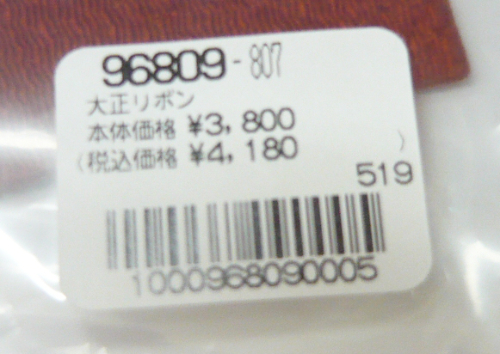 96809-807
大正リボン
本体価格 ¥3,800
(税込価格 ¥4,180 )
519
1000968090005